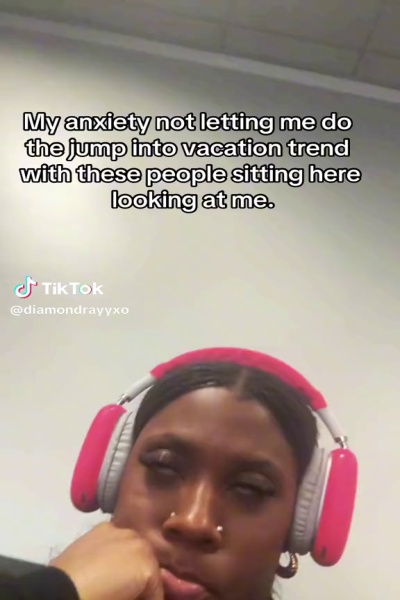 My anxiety not letting me do
the jump into vacation trend
with these people sitting here
looking at me.
TikTok
@diamondrayyxo